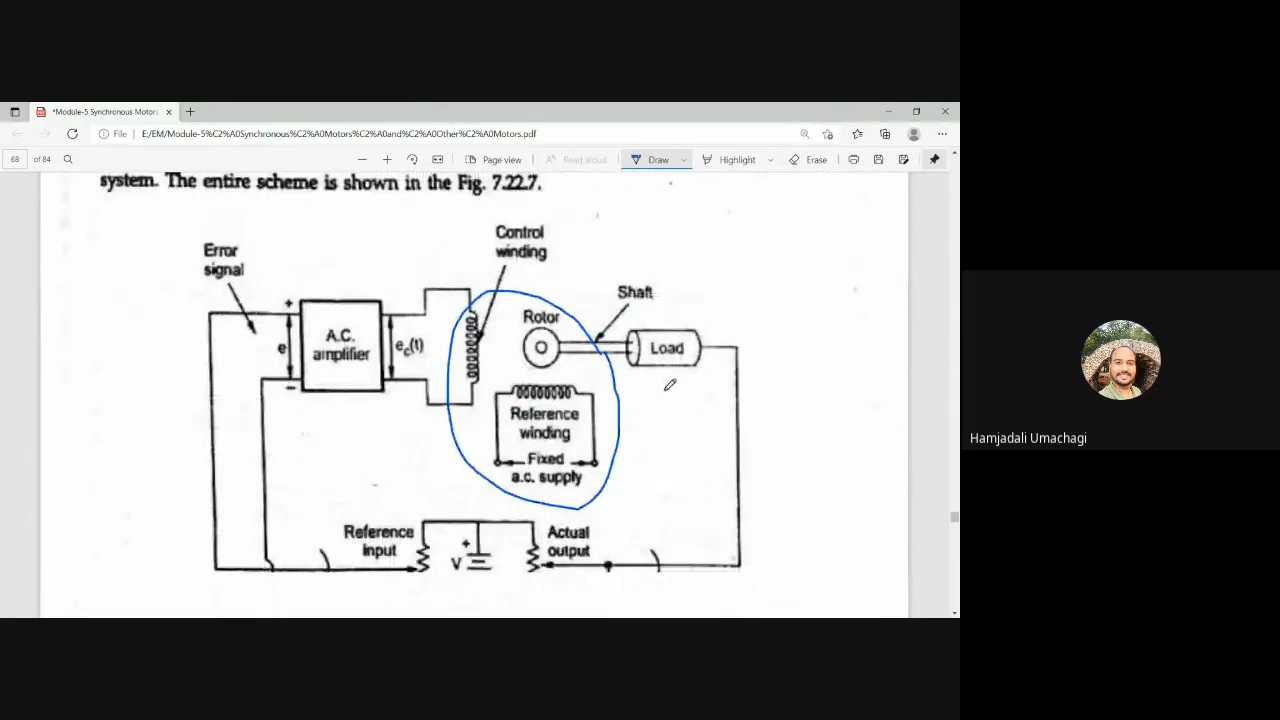 *Module-5 Synchronous Motors
File E:/EM/Module-5%C2%A0Synchronous%C2%A0Motors%C2%A0and%C2%A0Other%C2%A0Motors.pdf
68 of 84 Page view Read aloud Draw Highlight Erase
system. The entire scheme is shown in the Fig. 7.22.7.
Control
winding
Error
signal
Shaft
+
Rotor
A.C.
amplifier
e
e_c(t)
Load
−
Reference
winding
Fixed
a.c. supply
Reference
input
+
V
Actual
output
Hamjadali Umachagi